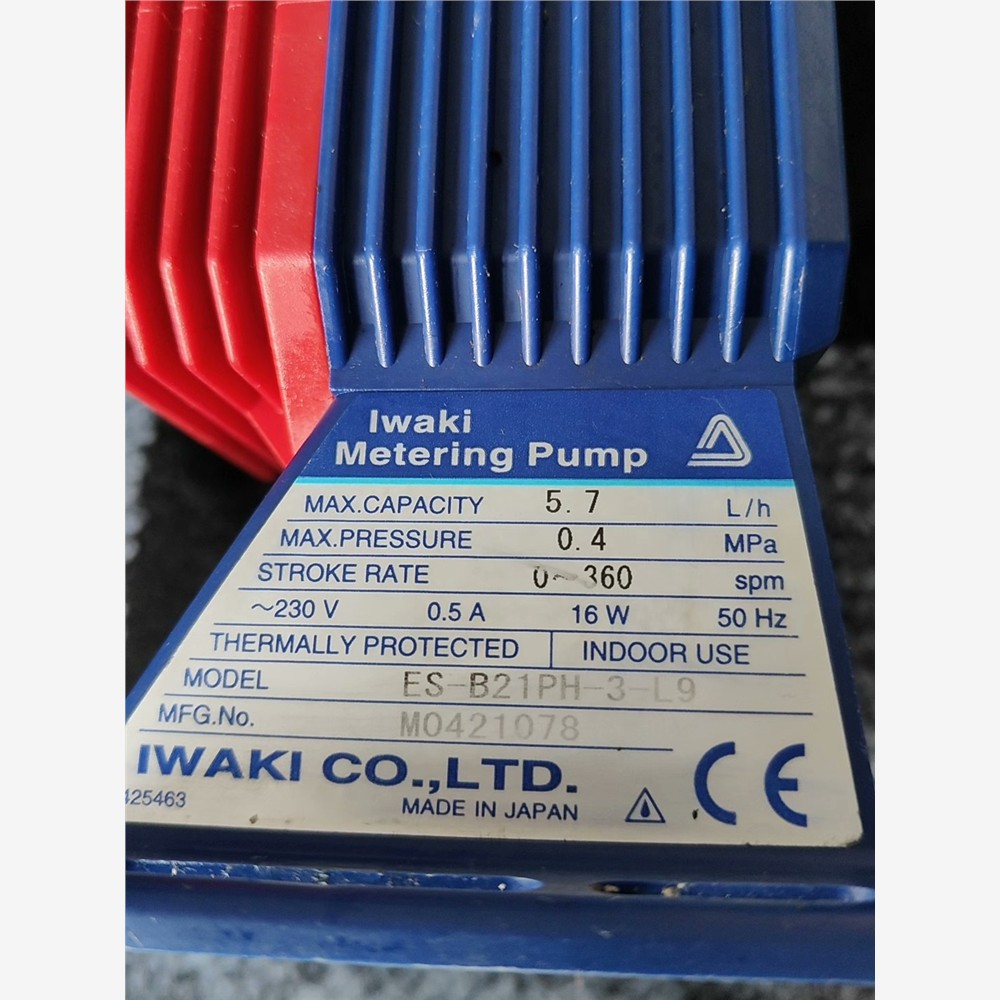 Iwaki
Metering Pump
MAX.CAPACITY 5.7 L/h
MAX.PRESSURE 0.4 MPa
STROKE RATE 0~360 spm
~230 V 0.5 A 16 W 50 Hz
THERMALLY PROTECTED INDOOR USE
MODEL ES-B21PH-3-L9
MFG.No. M0421078
IWAKI CO.,LTD. CE
425463 MADE IN JAPAN